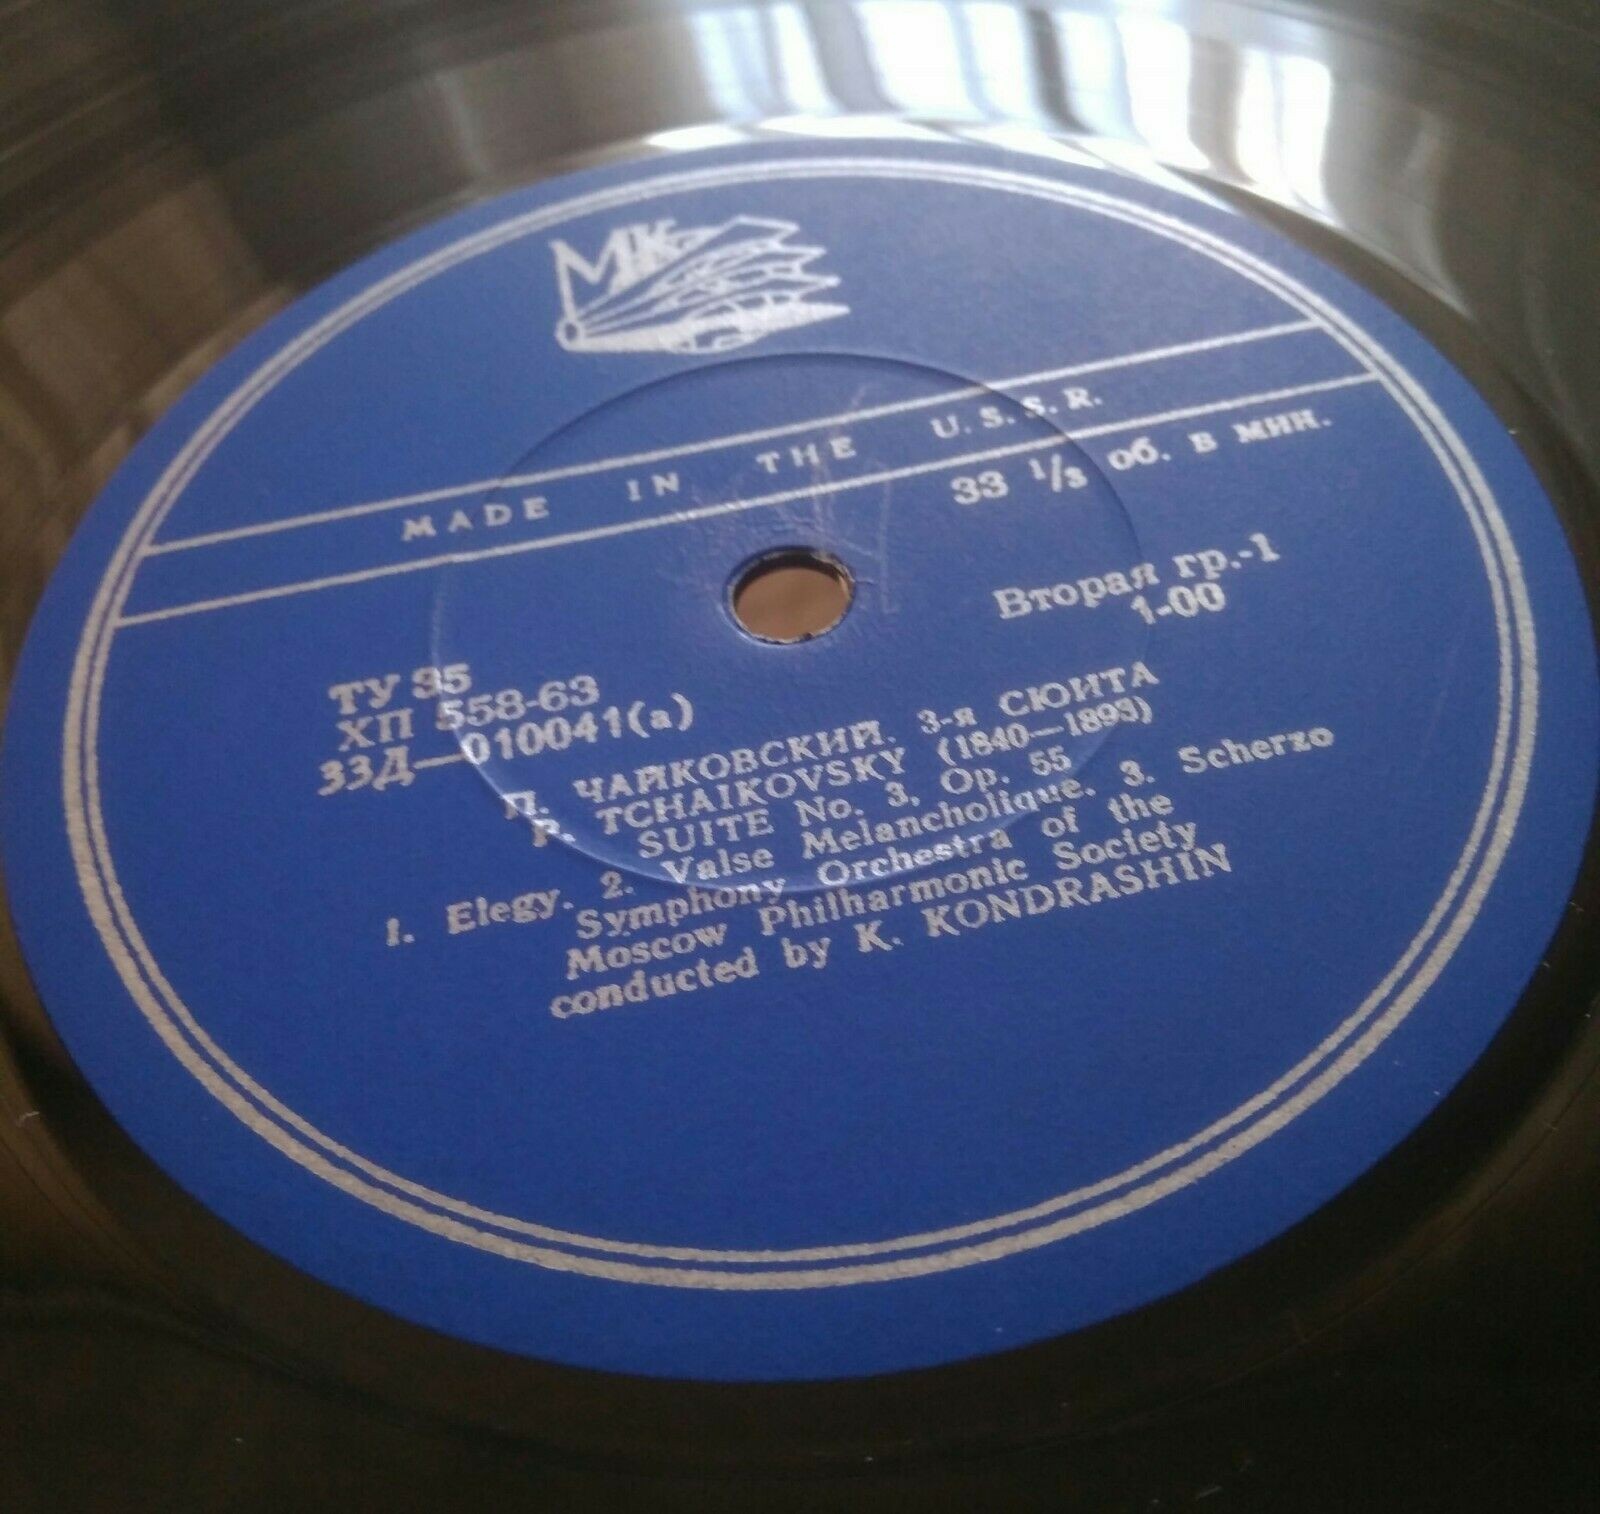 МК
MADE IN THE U.S.S.R.
33 1/3 об. в мин.
Вторая гр.-1
1-00
ТУ 35
ХП 558-63
33Д—010041(а)
П. ЧАЙКОВСКИЙ. 3-я СЮИТА
P. TCHAIKOVSKY (1840—1893)
SUITE No. 3, Op. 55
1. Elegy. 2. Valse Melancholique. 3. Scherzo
Symphony Orchestra of the
Moscow Philharmonic Society
conducted by K. KONDRASHIN